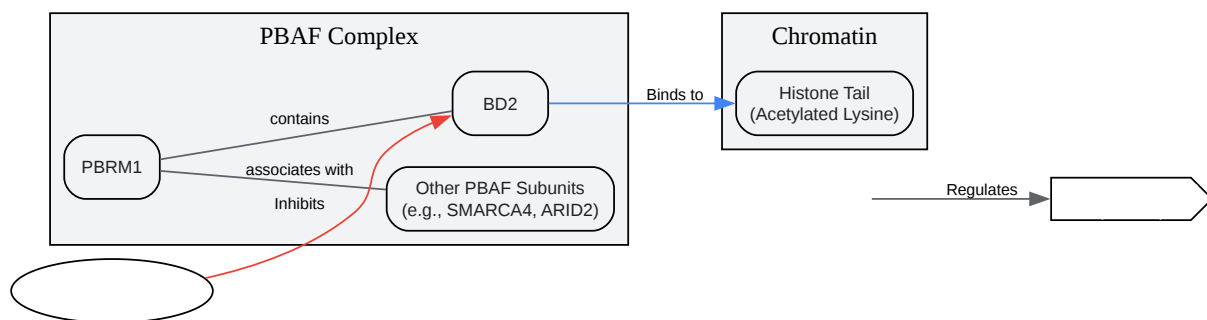 PBAF Complex
Chromatin
BD2
Binds to
Histone Tail
(Acetylated Lysine)
contains
PBRM1
associates with
Other PBAF Subunits
(e.g., SMARCA4, ARID2)
Inhibits
Regulates